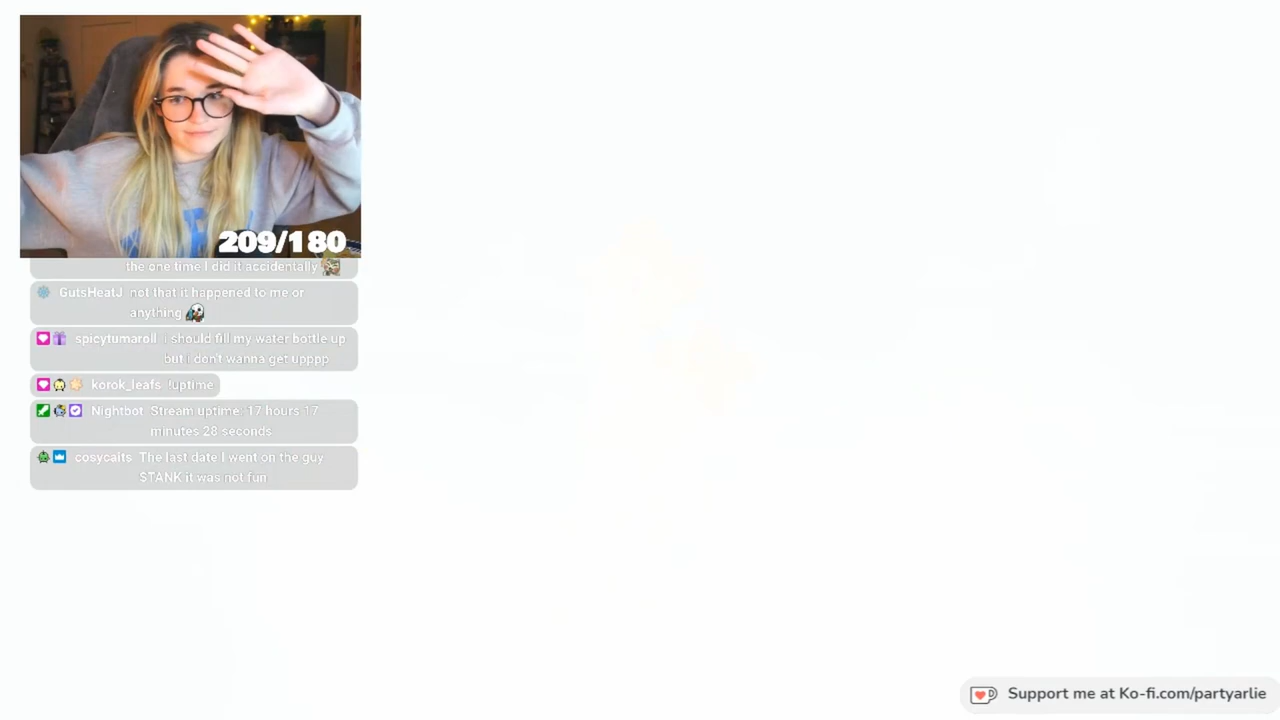 209/180
the one time I did it accidentally
GutsHeatJ not that it happened to me or
anything
spicytumaroll i should fill my water bottle up
but i don't wanna get upppp
korok_leafs !uptime
Nightbot Stream uptime: 17 hours 17
minutes 28 seconds
cosycaits The last date I went on the guy
STANK it was not fun
Support me at Ko-fi.com/partyarlie